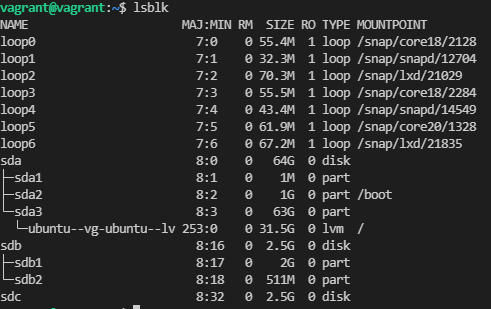 vagrant@vagrant:~$ lsblk
NAME                      MAJ:MIN RM  SIZE RO TYPE MOUNTPOINT
loop0                       7:0    0 55.4M  1 loop /snap/core18/2128
loop1                       7:1    0 32.3M  1 loop /snap/snapd/12704
loop2                       7:2    0 70.3M  1 loop /snap/lxd/21029
loop3                       7:3    0 55.5M  1 loop /snap/core18/2284
loop4                       7:4    0 43.4M  1 loop /snap/snapd/14549
loop5                       7:5    0 61.9M  1 loop /snap/core20/1328
loop6                       7:6    0 67.2M  1 loop /snap/lxd/21835
sda                         8:0    0   64G  0 disk
├─sda1                      8:1    0    1M  0 part
├─sda2                      8:2    0    1G  0 part /boot
└─sda3                      8:3    0   63G  0 part
  └─ubuntu--vg-ubuntu--lv 253:0    0 31.5G  0 lvm  /
sdb                         8:16   0  2.5G  0 disk
├─sdb1                      8:17   0    2G  0 part
└─sdb2                      8:18   0  511M  0 part
sdc                         8:32   0  2.5G  0 disk